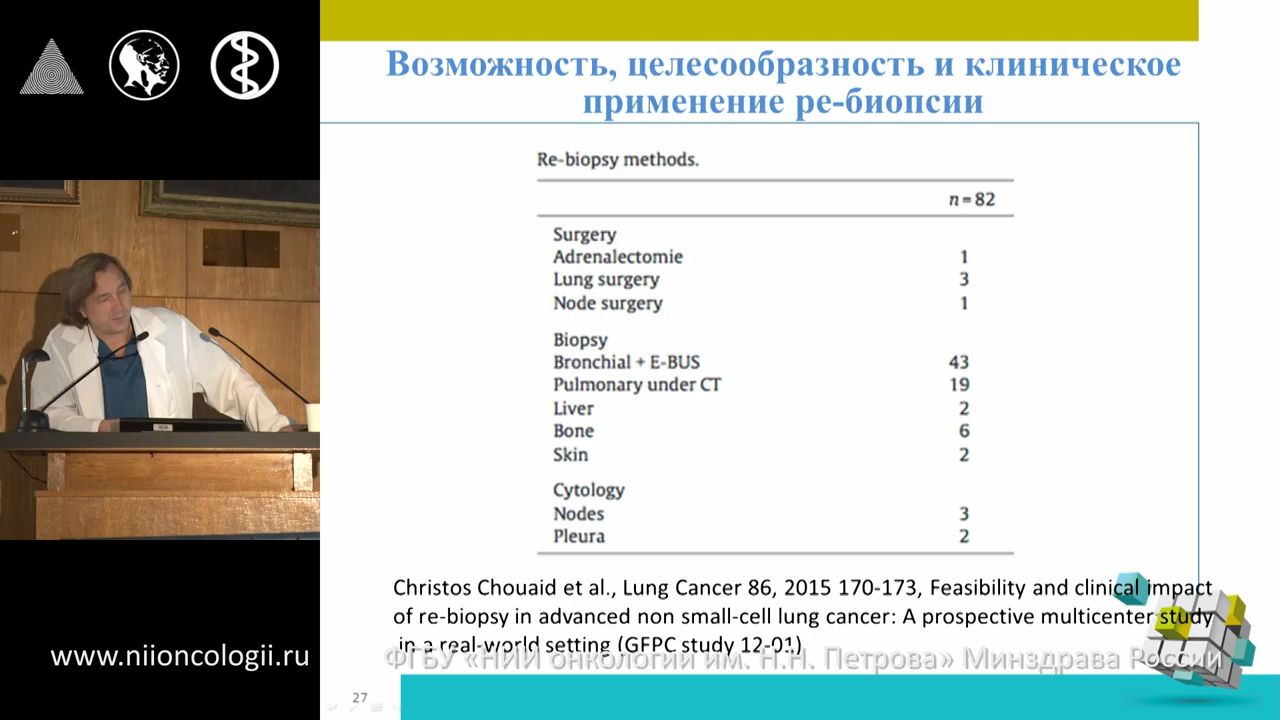 Возможность, целесообразность и клиническое
применение ре-биопсии
Re-biopsy methods.
n = 82
Surgery
Adrenalectomie 1
Lung surgery 3
Node surgery 1
Biopsy
Bronchial + E-BUS 43
Pulmonary under CT 19
Liver 2
Bone 6
Skin 2
Cytology
Nodes 3
Pleura 2
Christos Chouaid et al., Lung Cancer 86, 2015 170-173, Feasibility and clinical impact
of re-biopsy in advanced non small-cell lung cancer: A prospective multicenter study
in a real-world setting (GFPC study 12-01)
ФГБУ «НИИ онкологии им. Н.Н. Петрова» Минздрава России
www.niioncologii.ru
27